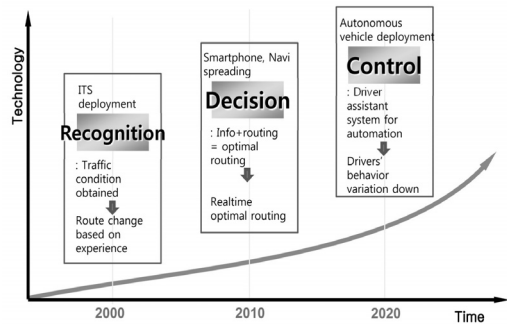 Technology
ITS
deployment
Recognition
: Traffic
condition
obtained
Route change
based on
experience
Smartphone, Navi
spreading
Decision
: Info+routing
= optimal
routing
Realtime
optimal routing
Autonomous
vehicle deployment
Control
: Driver
assistant
system for
automation
Drivers'
behavior
variation down
2000
2010
2020
Time